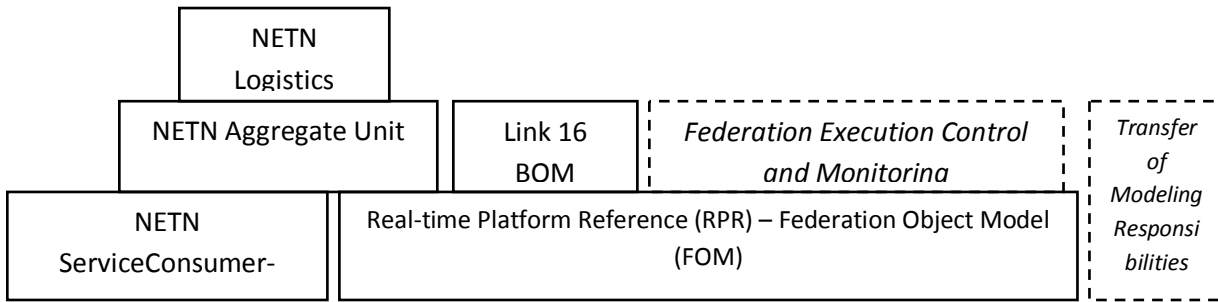 NETN
Logistics
NETN Aggregate Unit
Link 16
BOM
Federation Execution Control
and Monitoring
Transfer
of
Modeling
Responsi
bilities
NETN
ServiceConsumer-
Real-time Platform Reference (RPR) – Federation Object Model
(FOM)